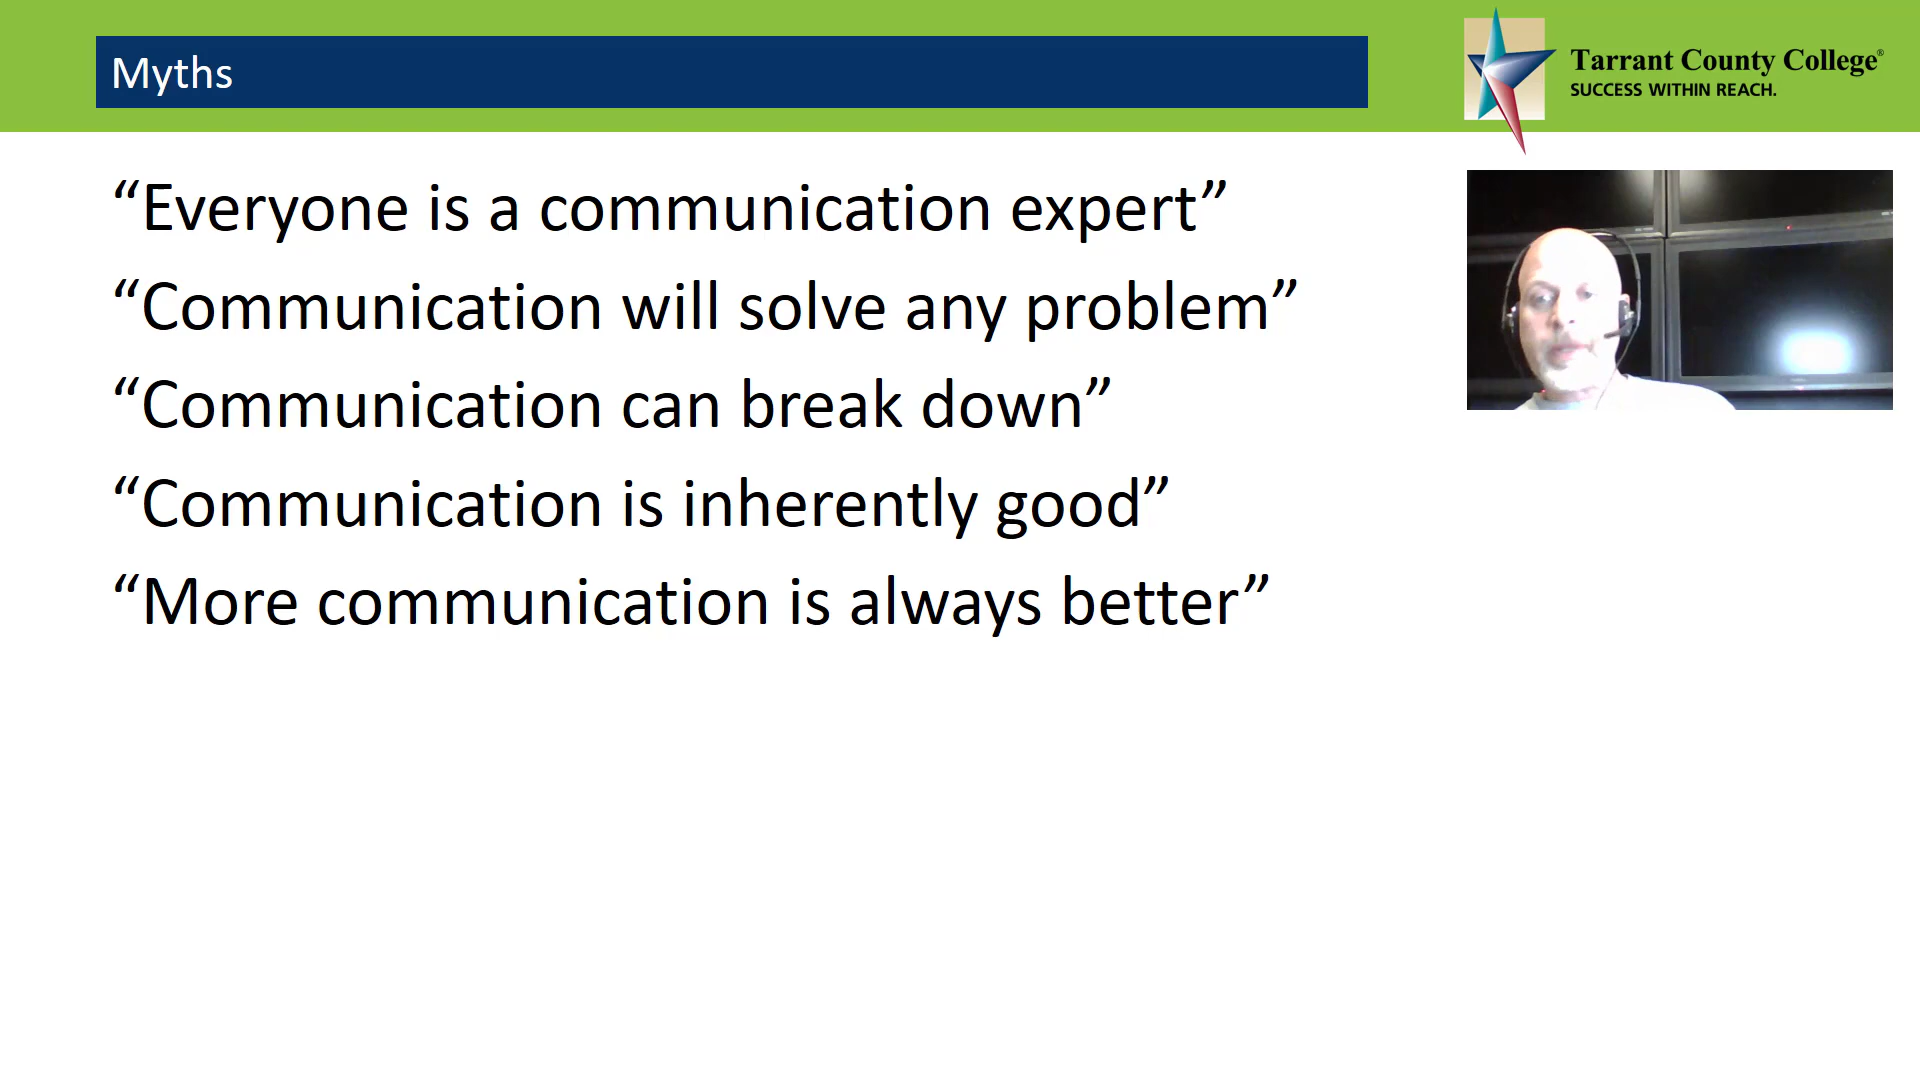 Myths
Tarrant County College®
SUCCESS WITHIN REACH.
“Everyone is a communication expert”
“Communication will solve any problem”
“Communication can break down”
“Communication is inherently good”
“More communication is always better”